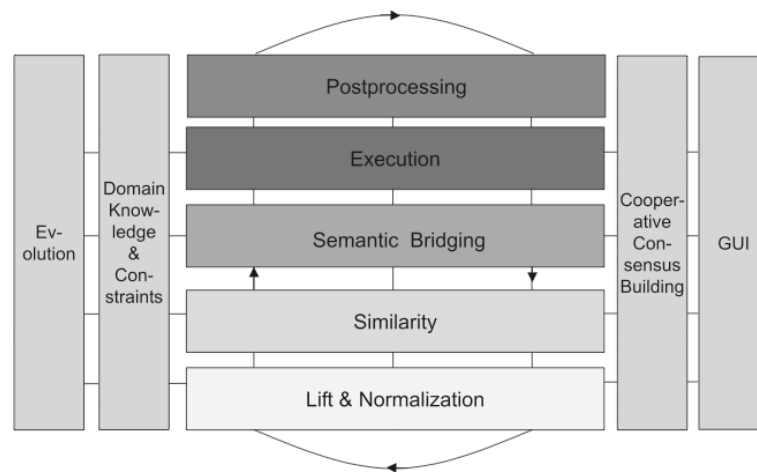 Postprocessing
Execution
Semantic Bridging
Similarity
Lift & Normalization
Ev-
olution
Domain
Know-
ledge
&
Con-
straints
Cooper-
ative
Con-
sensus
Building
GUI